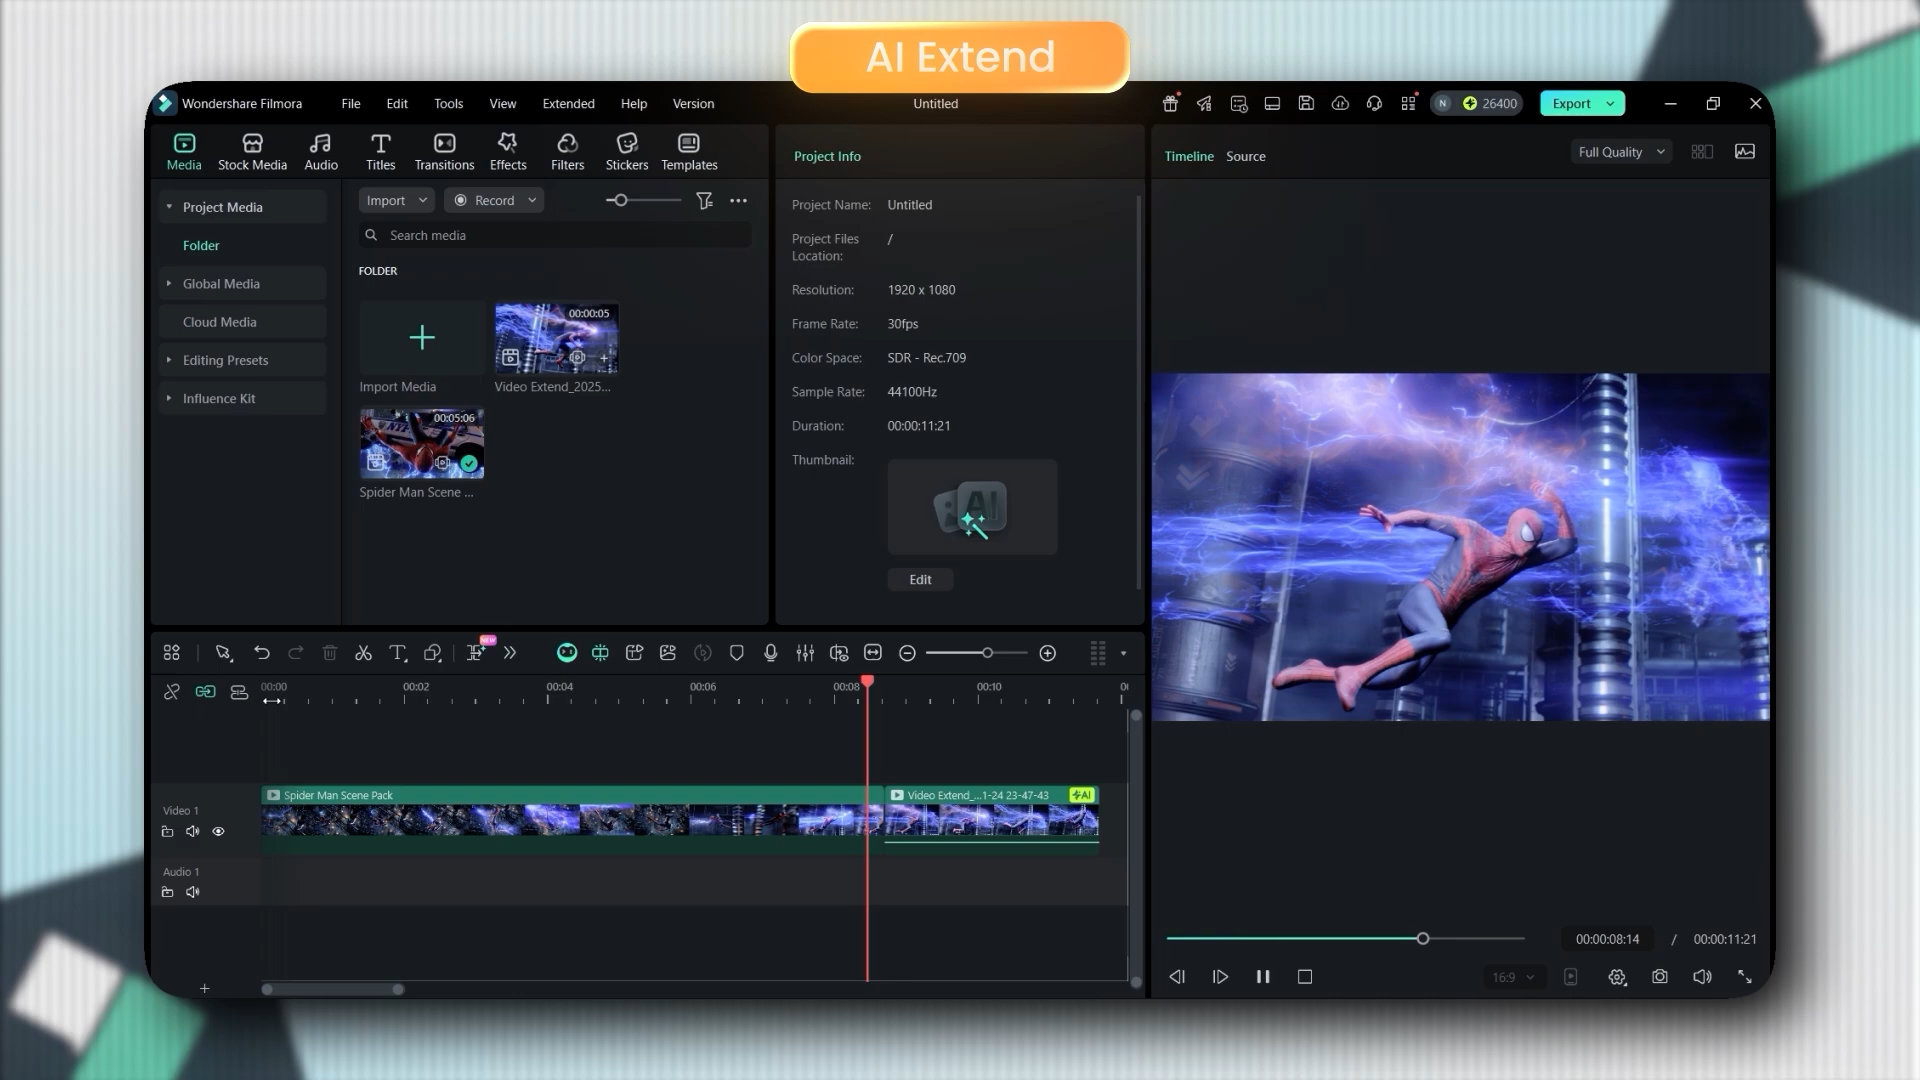 AI Extend
Wondershare Filmora
File Edit Tools View Extended Help Version
Untitled
N 26400
Export
Media Stock Media Audio Titles Transitions Effects Filters Stickers Templates
Project Media
Folder
Global Media
Cloud Media
Editing Presets
Influence Kit
Import
Record
Search media
FOLDER
Import Media
00:00:05
Video Extend_2025...
00:05:06
Spider Man Scene ...
Project Info
Project Name: Untitled
Project Files Location: /
Resolution: 1920 x 1080
Frame Rate: 30fps
Color Space: SDR - Rec.709
Sample Rate: 44100Hz
Duration: 00:00:11:21
Thumbnail:
AI
Edit
Timeline Source
Full Quality
NEW
00:00 00:02 00:04 00:06 00:08 00:10
Video 1
Spider Man Scene Pack
Video Extend_...1-24 23-47-43
AI
Audio 1
00:00:08:14 / 00:00:11:21
16:9